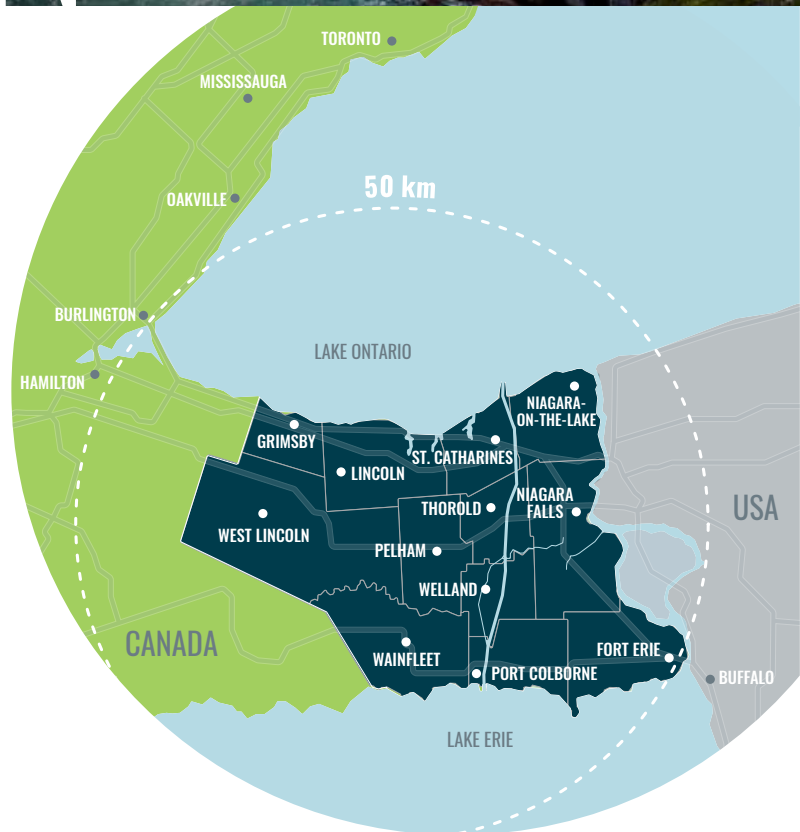 TORONTO
MISSISSAUGA
OAKVILLE
50 km
BURLINGTON
LAKE ONTARIO
HAMILTON
NIAGARA-
ON-THE-LAKE
GRIMSBY
ST. CATHARINES
LINCOLN
NIAGARA
FALLS
THOROLD
USA
WEST LINCOLN
PELHAM
WELLAND
CANADA
WAINFLEET
FORT ERIE
PORT COLBORNE
BUFFALO
LAKE ERIE